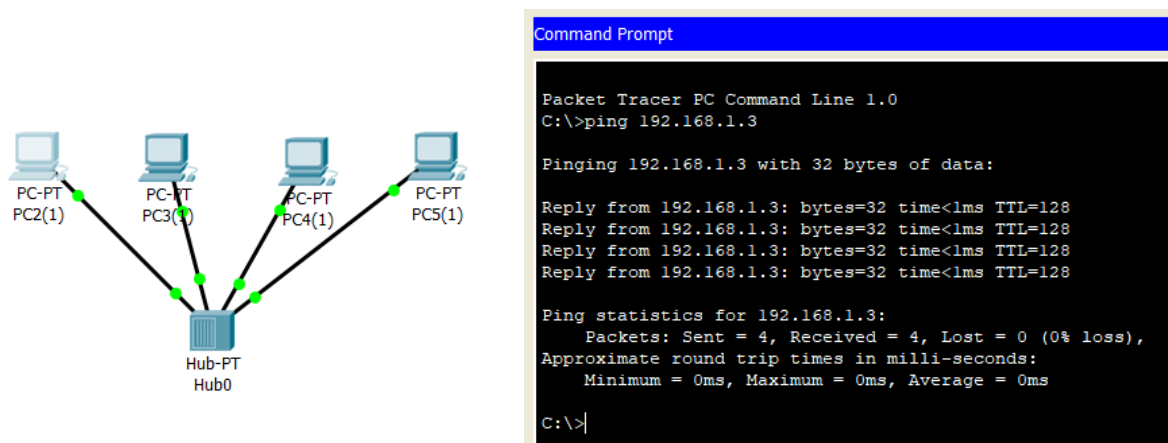 PC-PT
PC2(1)
PC-PT
PC3(1)
PC-PT
PC4(1)
PC-PT
PC5(1)
Hub-PT
Hub0
Command Prompt
Packet Tracer PC Command Line 1.0
C:\>ping 192.168.1.3
Pinging 192.168.1.3 with 32 bytes of data:
Reply from 192.168.1.3: bytes=32 time<1ms TTL=128
Reply from 192.168.1.3: bytes=32 time<1ms TTL=128
Reply from 192.168.1.3: bytes=32 time<1ms TTL=128
Reply from 192.168.1.3: bytes=32 time<1ms TTL=128
Ping statistics for 192.168.1.3:
Packets: Sent = 4, Received = 4, Lost = 0 (0% loss),
Approximate round trip times in milli-seconds:
Minimum = 0ms, Maximum = 0ms, Average = 0ms
C:\>